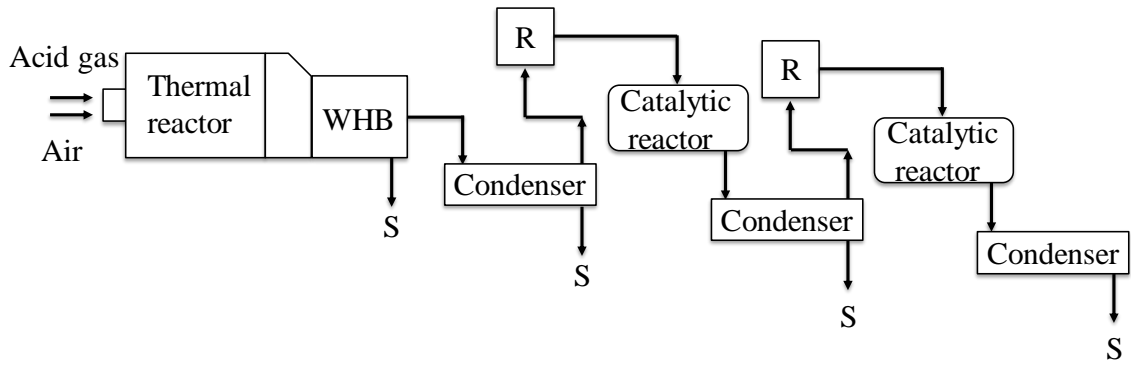 Acid gas
Air
Thermal
reactor
WHB
S
Condenser
S
R
Catalytic
reactor
Condenser
S
R
Catalytic
reactor
Condenser
S